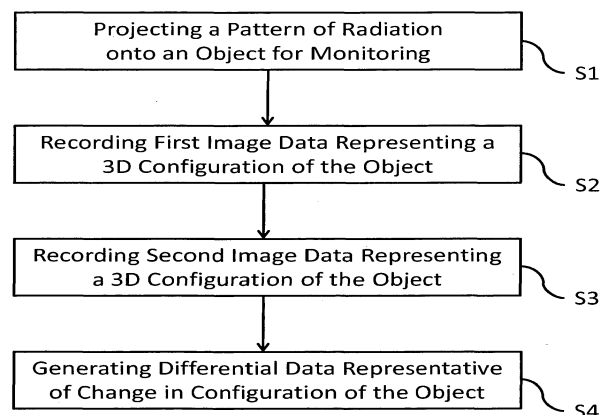 Projecting a Pattern of Radiation
onto an Object for Monitoring
S1
Recording First Image Data Representing a
3D Configuration of the Object
S2
Recording Second Image Data Representing
a 3D Configuration of the Object
S3
Generating Differential Data Representative
of Change in Configuration of the Object
S4